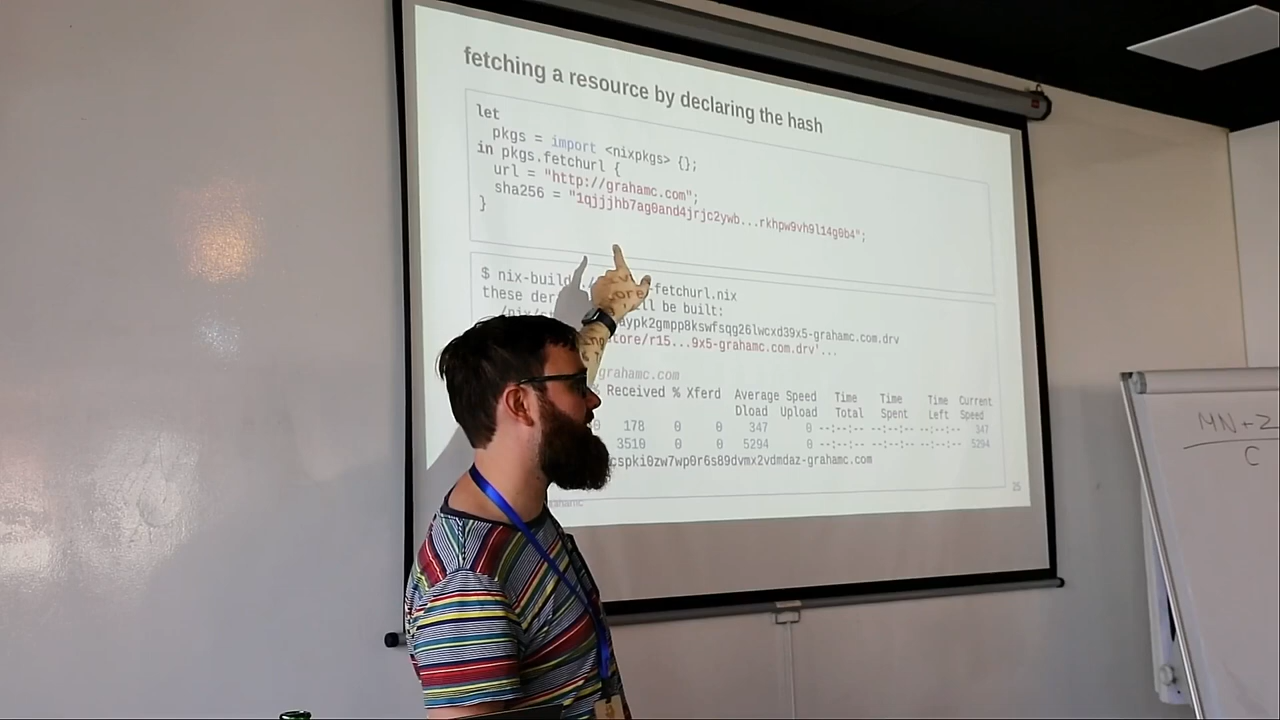 fetching a resource by declaring the hash
let
pkgs = import <nixpkgs> {};
in pkgs.fetchurl {
url = "http://grahamc.com";
sha256 = "1qjjjhb7ag0and4jrjc2ywb...rkhpw9vh9l14g0b4";
}
$ nix-build -fetchurl.nix
these be built:
aypk2gmpp8kswfsqg26lwcxd39x5-grahamc.com.drv
tore/r15...9x5-grahamc.com.drv'...
grahamc.com
% Received % Xferd Average Speed Time Time Time Current
Dload Upload Total Spent Left Speed
0 178 0 0 347 0 --:--:-- --:--:-- --:--:-- 347
3510 0 0 5294 0 --:--:-- --:--:-- --:--:-- 5294
cspki0zw7wp0r6s89dvmx2vdmdaz-grahamc.com
25
MN+2
C